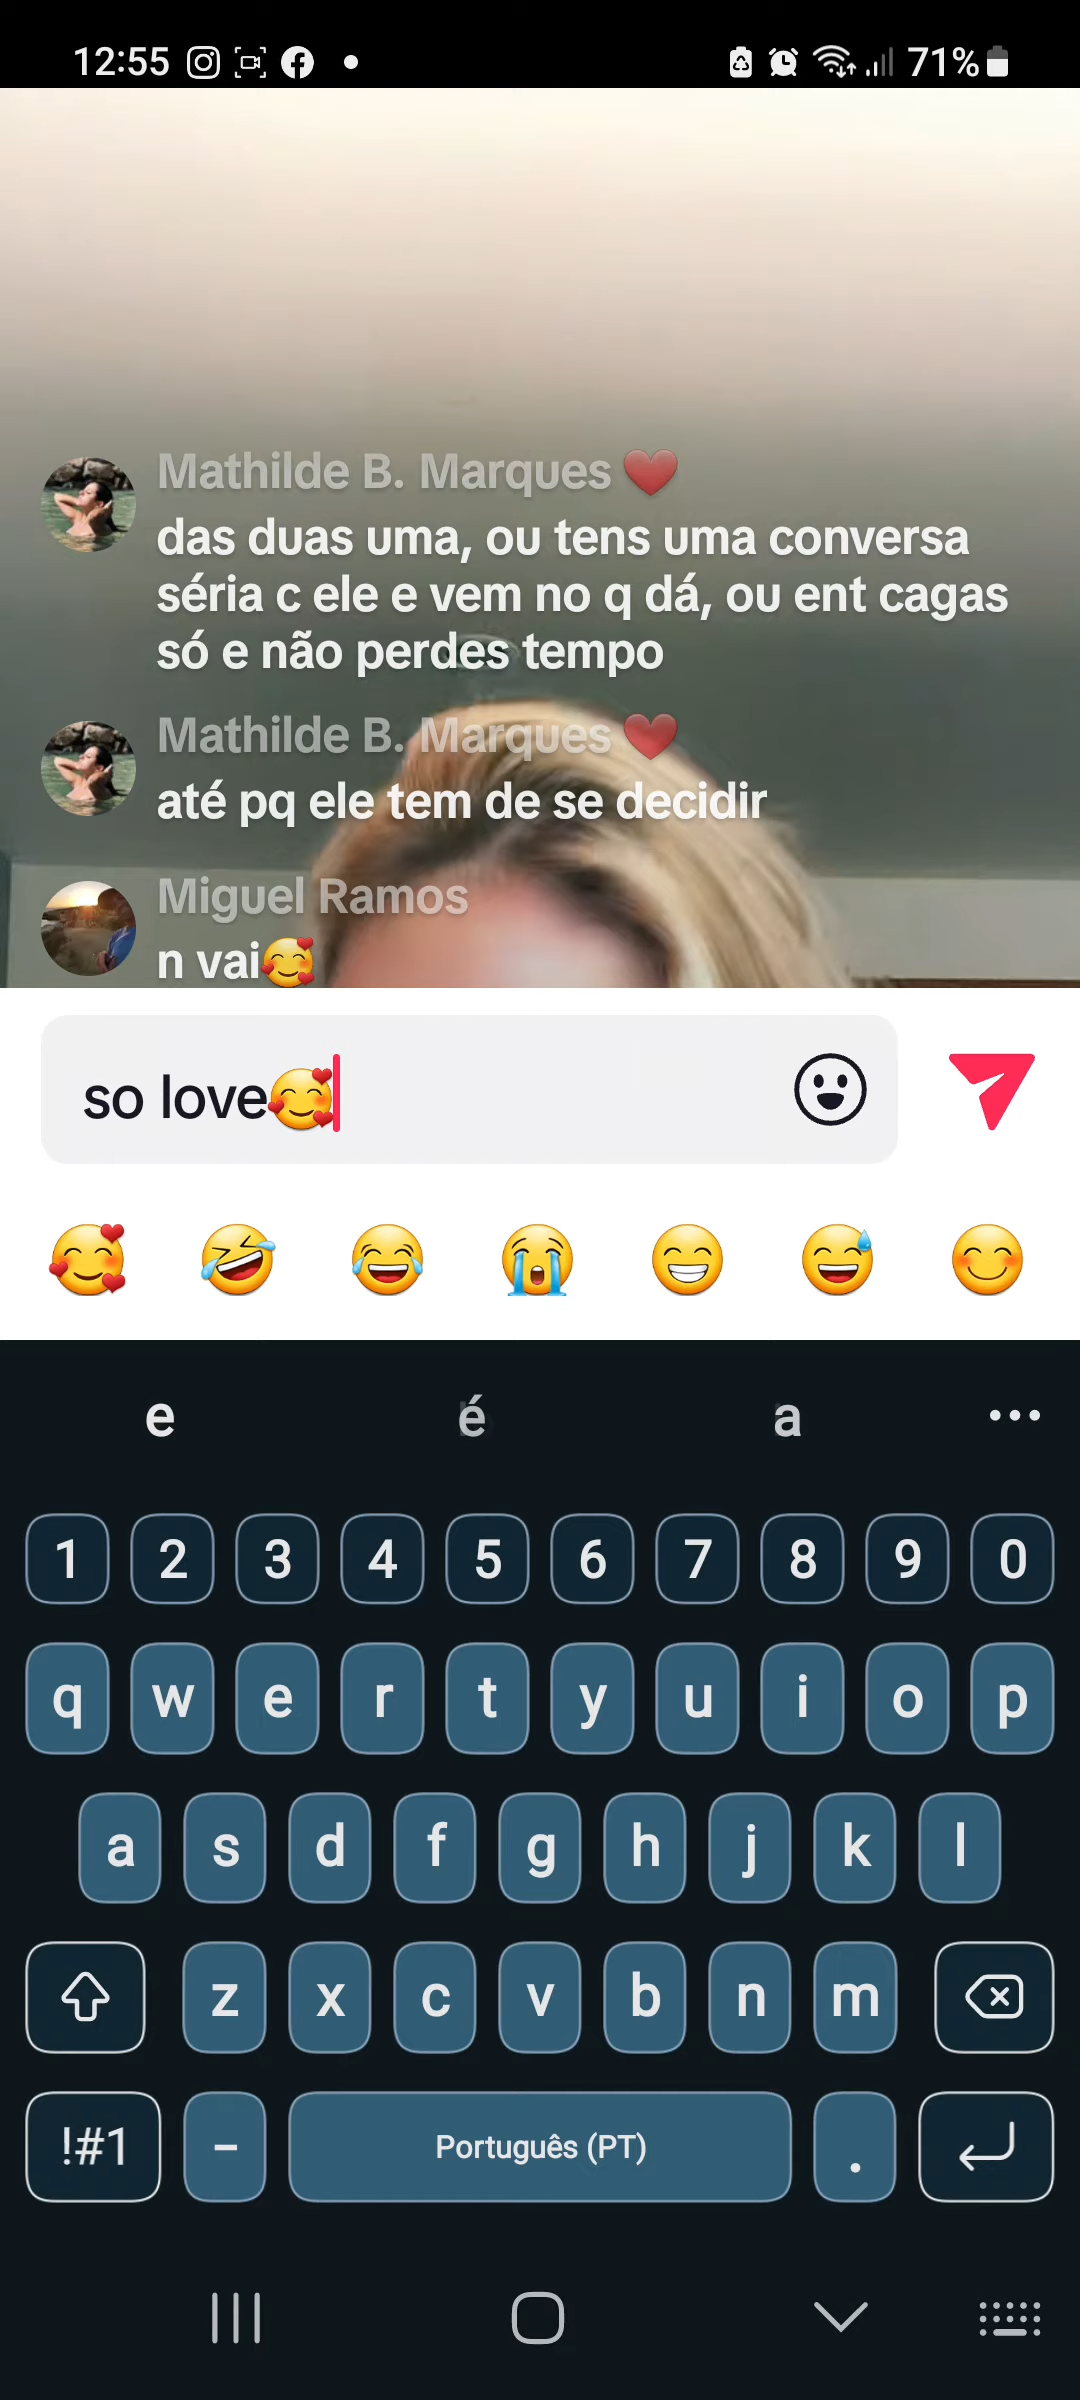 12:55 71%
Mathilde B. Marques ❤️
das duas uma, ou tens uma conversa
séria c ele e vem no q dá, ou ent cagas
só e não perdes tempo
Mathilde B. Marques ❤️
até pq ele tem de se decidir
Miguel Ramos
n vai🥰
so love🥰
🥰 🤣 😂 😭 😁 😅 😊
e é a ...
1 2 3 4 5 6 7 8 9 0
q w e r t y u i o p
a s d f g h j k l
z x c v b n m
!#1 - Português (PT) .